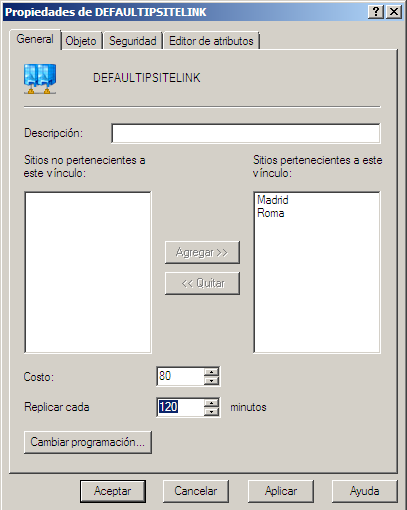 Propiedades de DEFAULTIPSITELINK
General Objeto Seguridad Editor de atributos
DEFAULTIPSITELINK
Descripción:
Sitios no pertenecientes a
este vínculo:
Sitios pertenecientes a este
vínculo:
Madrid
Roma
Agregar >>
<< Quitar
Costo: 80
Replicar cada 120 minutos
Cambiar programación...
Aceptar Cancelar Aplicar Ayuda